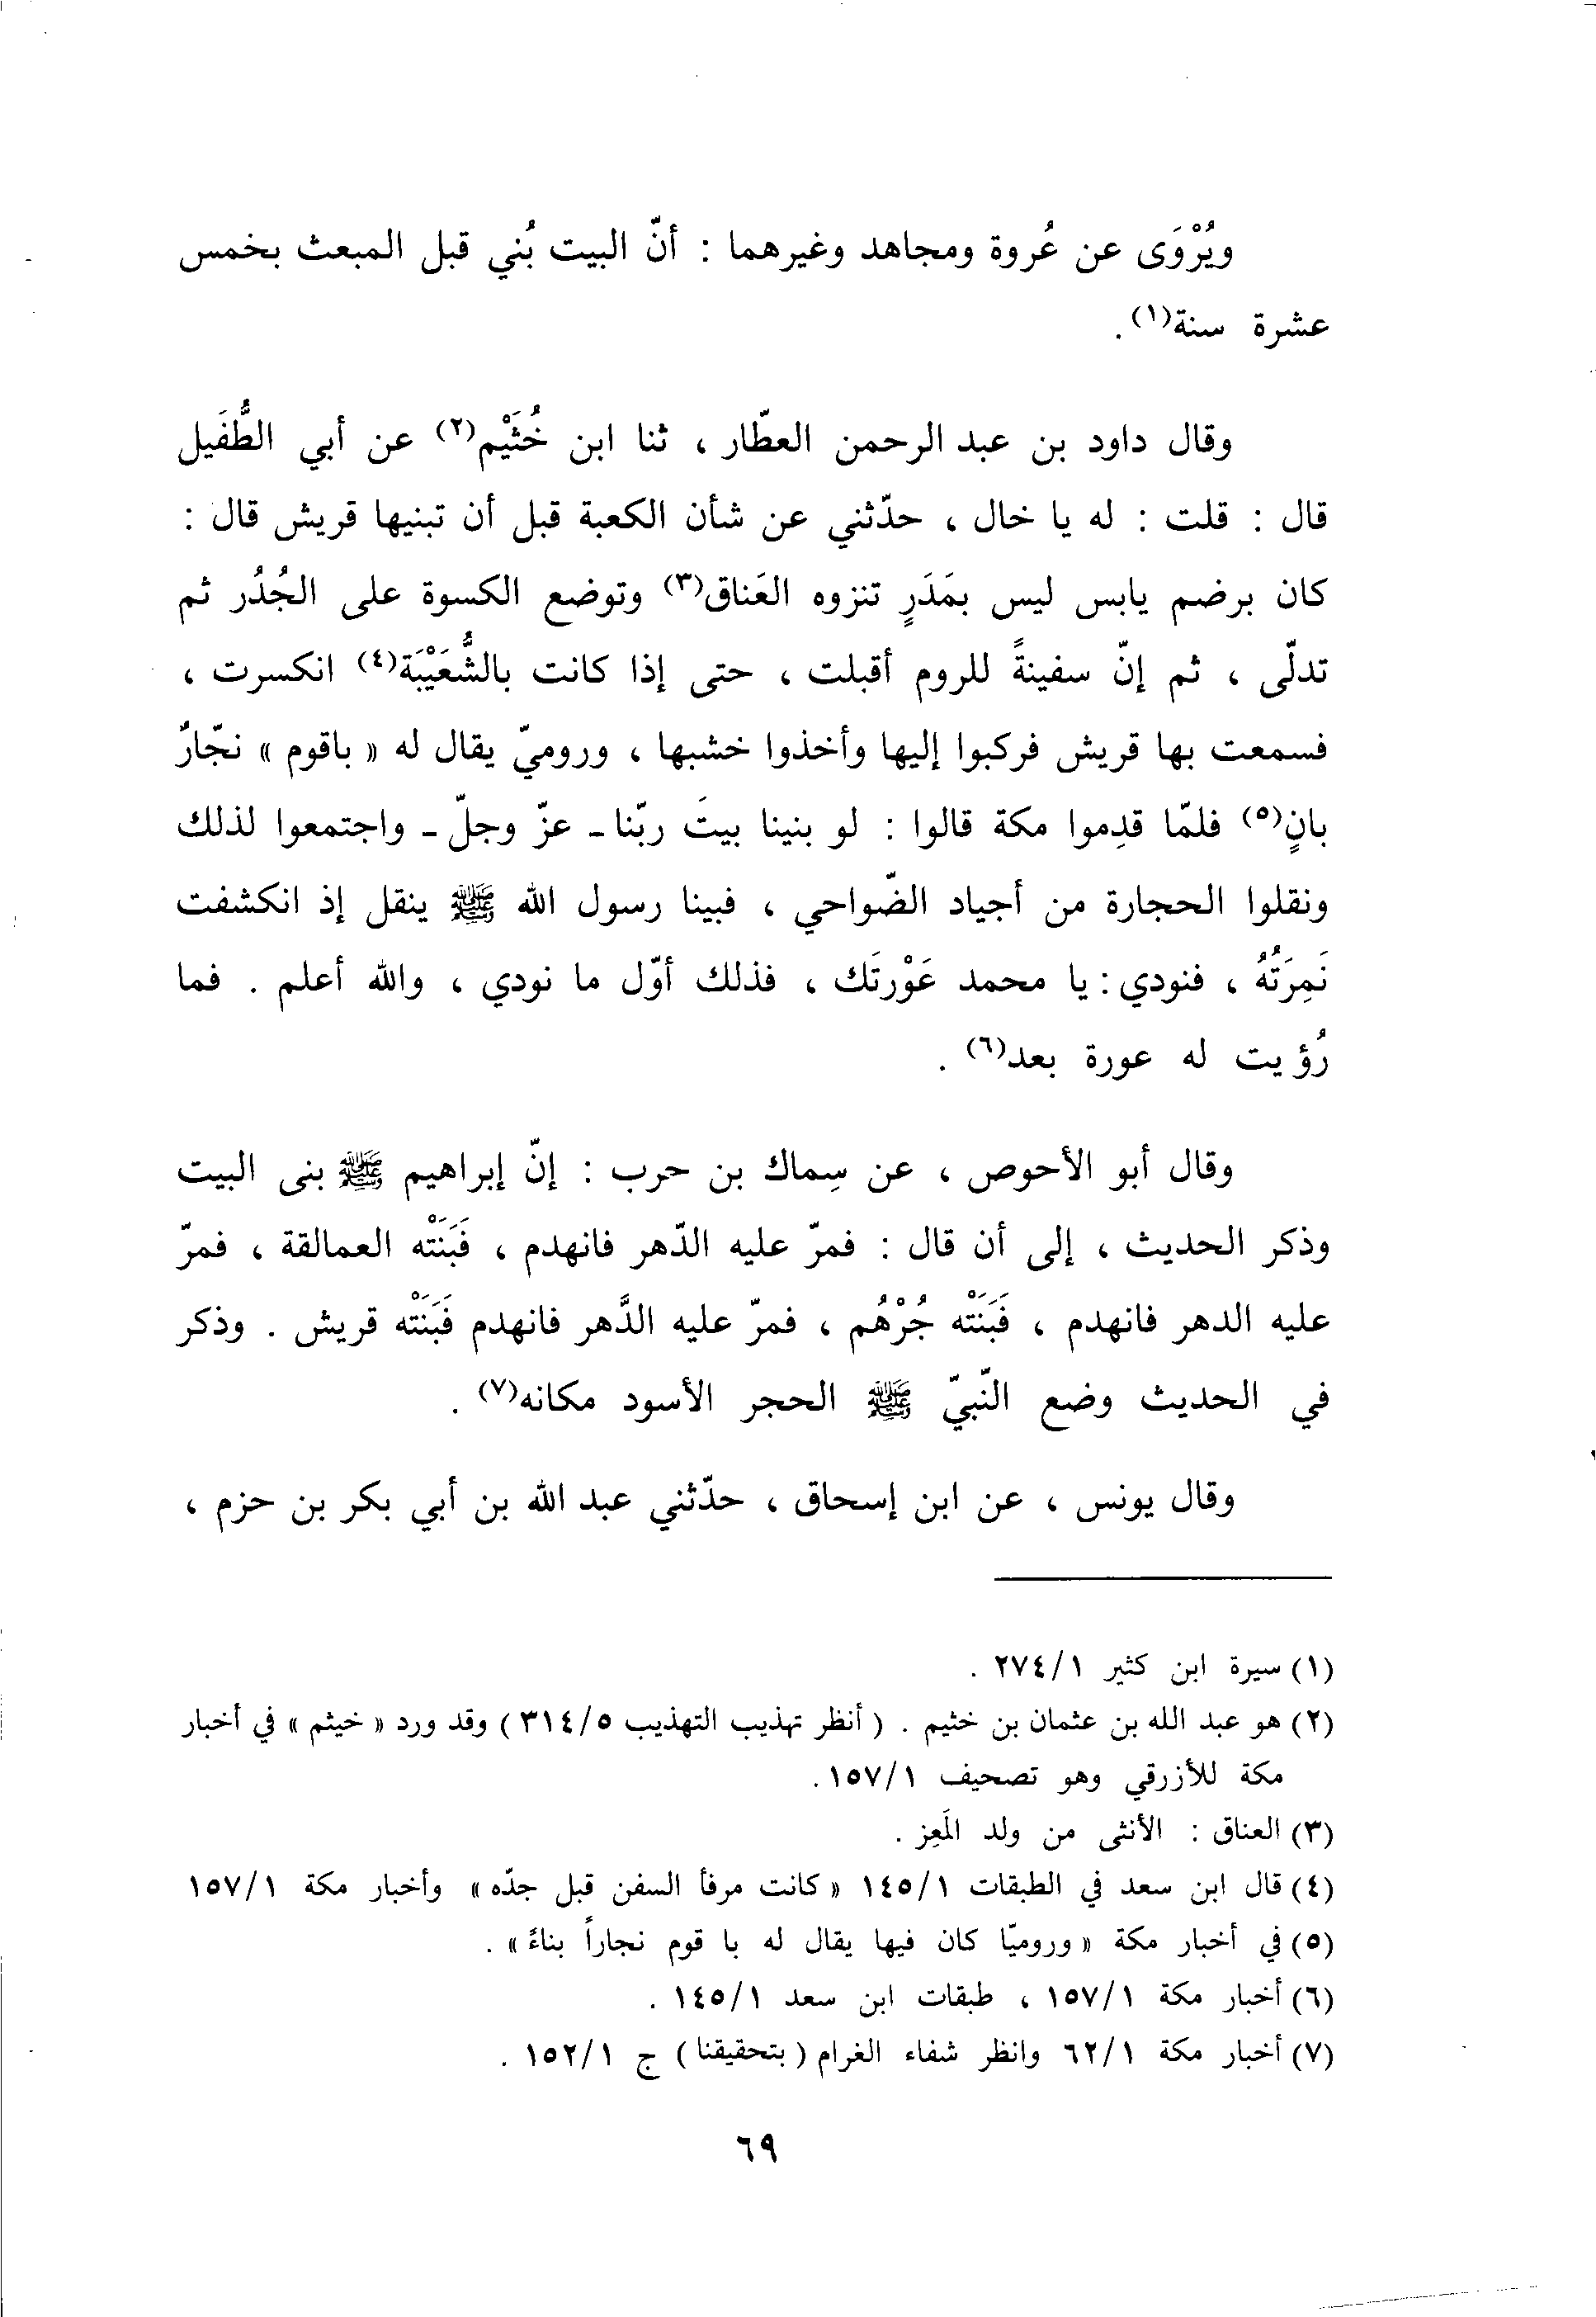 ويُرْوَى عن عُروة ومجاهد وغيرهما : أنّ البيت بُني قبل المبعث بخمس
عشرة سنة(١) .
وقال داود بن عبد الرحمن العطّار ، ثنا ابن خُثَيْم(٢) عن أبي الطُّفَيل
قال : قلت : له يا خال ، حدّثني عن شأن الكعبة قبل أن تبنيها قريش قال :
كان برضم يابس ليس بمَدَرٍ تنزوه العَناق(٣) وتوضع الكسوة على الجُدُر ثم
تدلّى ، ثم إنّ سفينةً للروم أقبلت ، حتى إذا كانت بالشُّعَيْبَة(٤) انكسرت ،
فسمعت بها قريش فركبوا إليها وأخذوا خشبها ، وروميّ يقال له « باقوم » نجّارٌ
بانٍ(٥) فلمّا قدِموا مكة قالوا : لو بنينا بيتَ ربّنا ـ عزّ وجلّ ـ واجتمعوا لذلك
ونقلوا الحجارة من أجياد الضّواحي ، فبينا رسول الله ﷺ ينقل إذ انكشفت
نَمِرَتُهُ ، فنودي : يا محمد عَوْرتَك ، فذلك أوّل ما نودي ، والله أعلم . فما
رُؤيت له عورة بعد(٦) .
وقال أبو الأحوص ، عن سِماك بن حرب : إنّ إبراهيم ﷺ بنى البيت
وذكر الحديث ، إلى أن قال : فمرّ عليه الدّهر فانهدم ، فَبَنَتْه العمالقة ، فمرّ
عليه الدهر فانهدم ، فَبَنَتْه جُرْهُم ، فمرّ عليه الدَّهر فانهدم فَبَنَتْه قريش . وذكر
في الحديث وضع النّبيّ ﷺ الحجر الأسود مكانه(٧) .
وقال يونس ، عن ابن إسحاق ، حدّثني عبد الله بن أبي بكر بن حزم ،
(١) سيرة ابن كثير ٢٧٤/١ .
(٢) هو عبد الله بن عثمان بن خثيم . ( أنظر تهذيب التهذيب ٣١٤/٥ ) وقد ورد « خيثم » في أخبار
مكة للأزرقي وهو تصحيف ١٥٧/١ .
(٣) العناق : الأنثى من ولد المَعِز .
(٤) قال ابن سعد في الطبقات ١٤٥/١ « كانت مرفأ السفن قبل جدّه » وأخبار مكة ١٥٧/١
(٥) في أخبار مكة « وروميّا كان فيها يقال له با قوم نجاراً بناءً » .
(٦) أخبار مكة ١٥٧/١ ، طبقات ابن سعد ١٤٥/١ .
(٧) أخبار مكة ٦٢/١ وانظر شفاء الغرام ( بتحقيقنا ) ج ١٥٢/١ .
٦٩